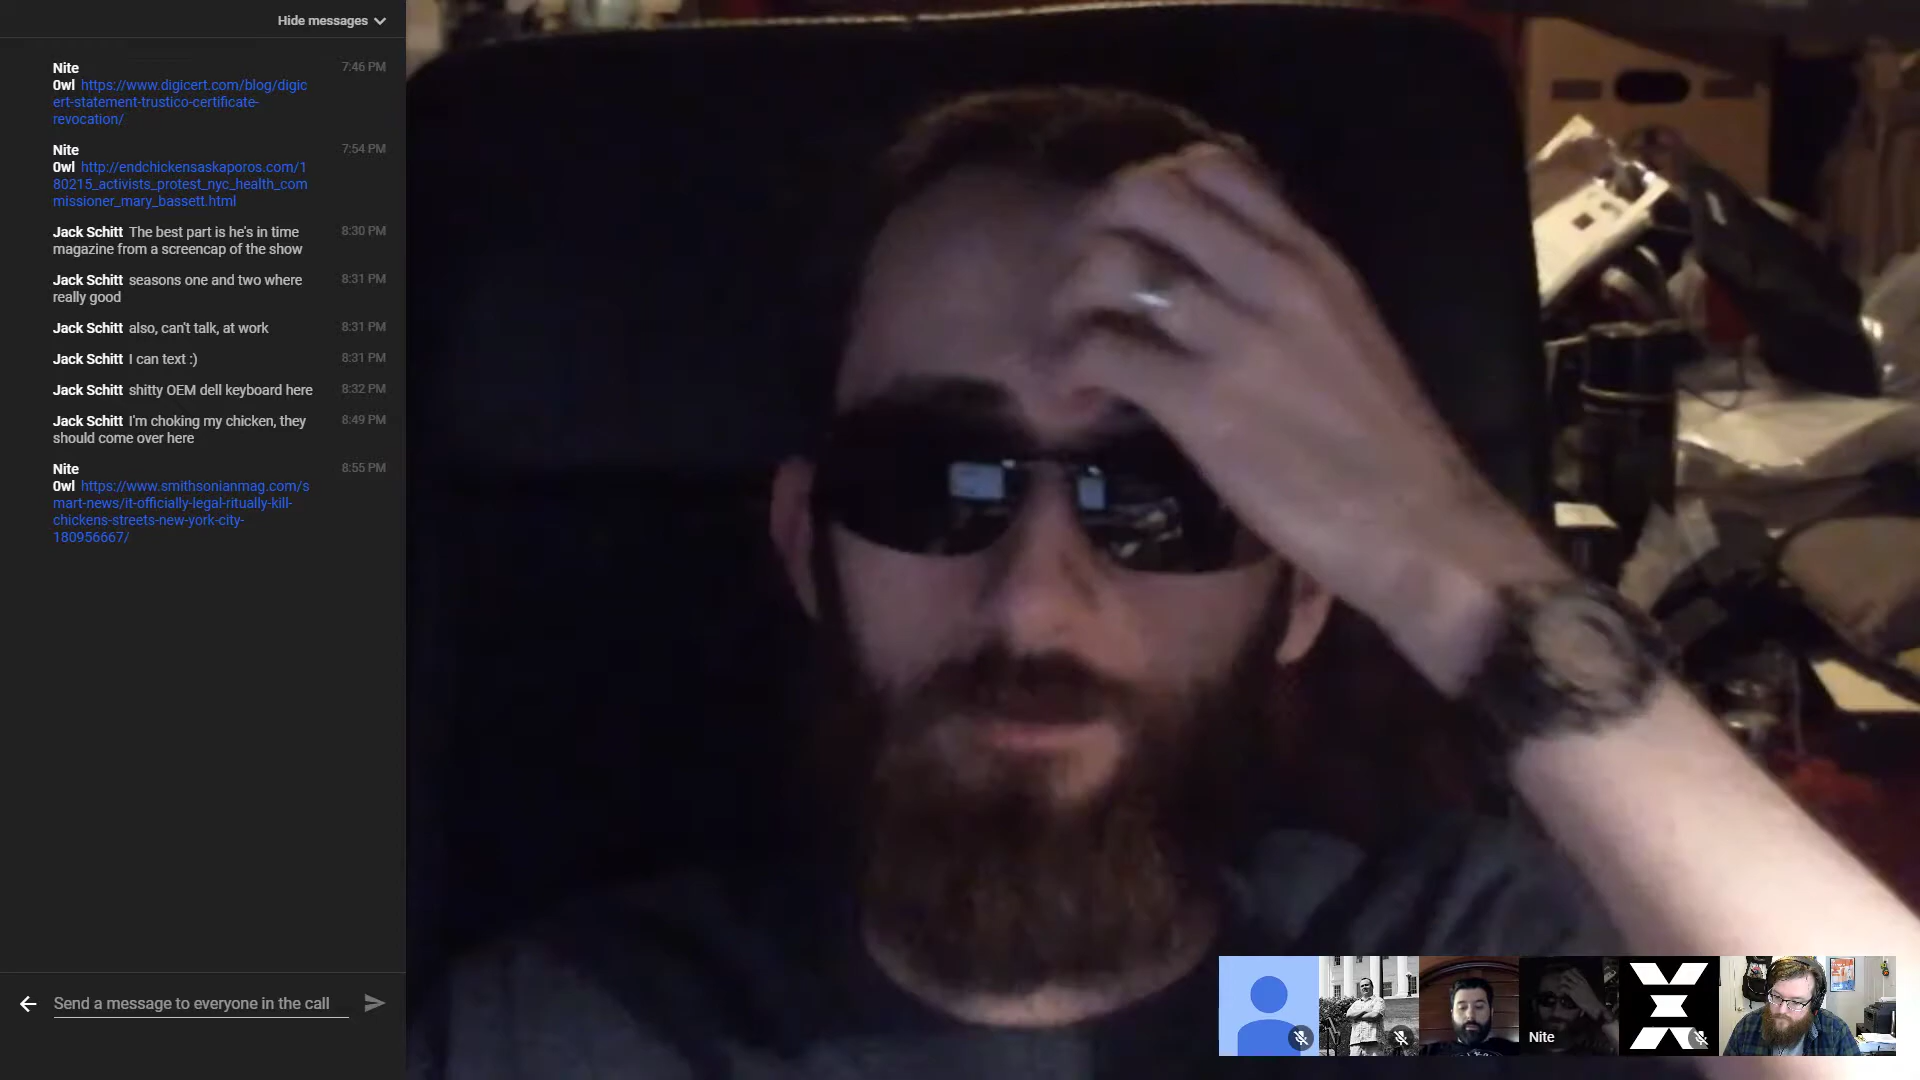 Hide messages
Nite 7:46 PM
0wl https://www.digicert.com/blog/digic
ert-statement-trustico-certificate-
revocation/
Nite 7:54 PM
0wl http://endchickensaskaporos.com/1
80215_activists_protest_nyc_health_com
missioner_mary_bassett.html
Jack Schitt The best part is he's in time 8:30 PM
magazine from a screencap of the show
Jack Schitt seasons one and two where 8:31 PM
really good
Jack Schitt also, can't talk, at work 8:31 PM
Jack Schitt I can text :) 8:31 PM
Jack Schitt shitty OEM dell keyboard here 8:32 PM
Jack Schitt I'm choking my chicken, they 8:49 PM
should come over here
Nite 8:55 PM
0wl https://www.smithsonianmag.com/s
mart-news/it-officially-legal-ritually-kill-
chickens-streets-new-york-city-
180956667/
Send a message to everyone in the call
Nite